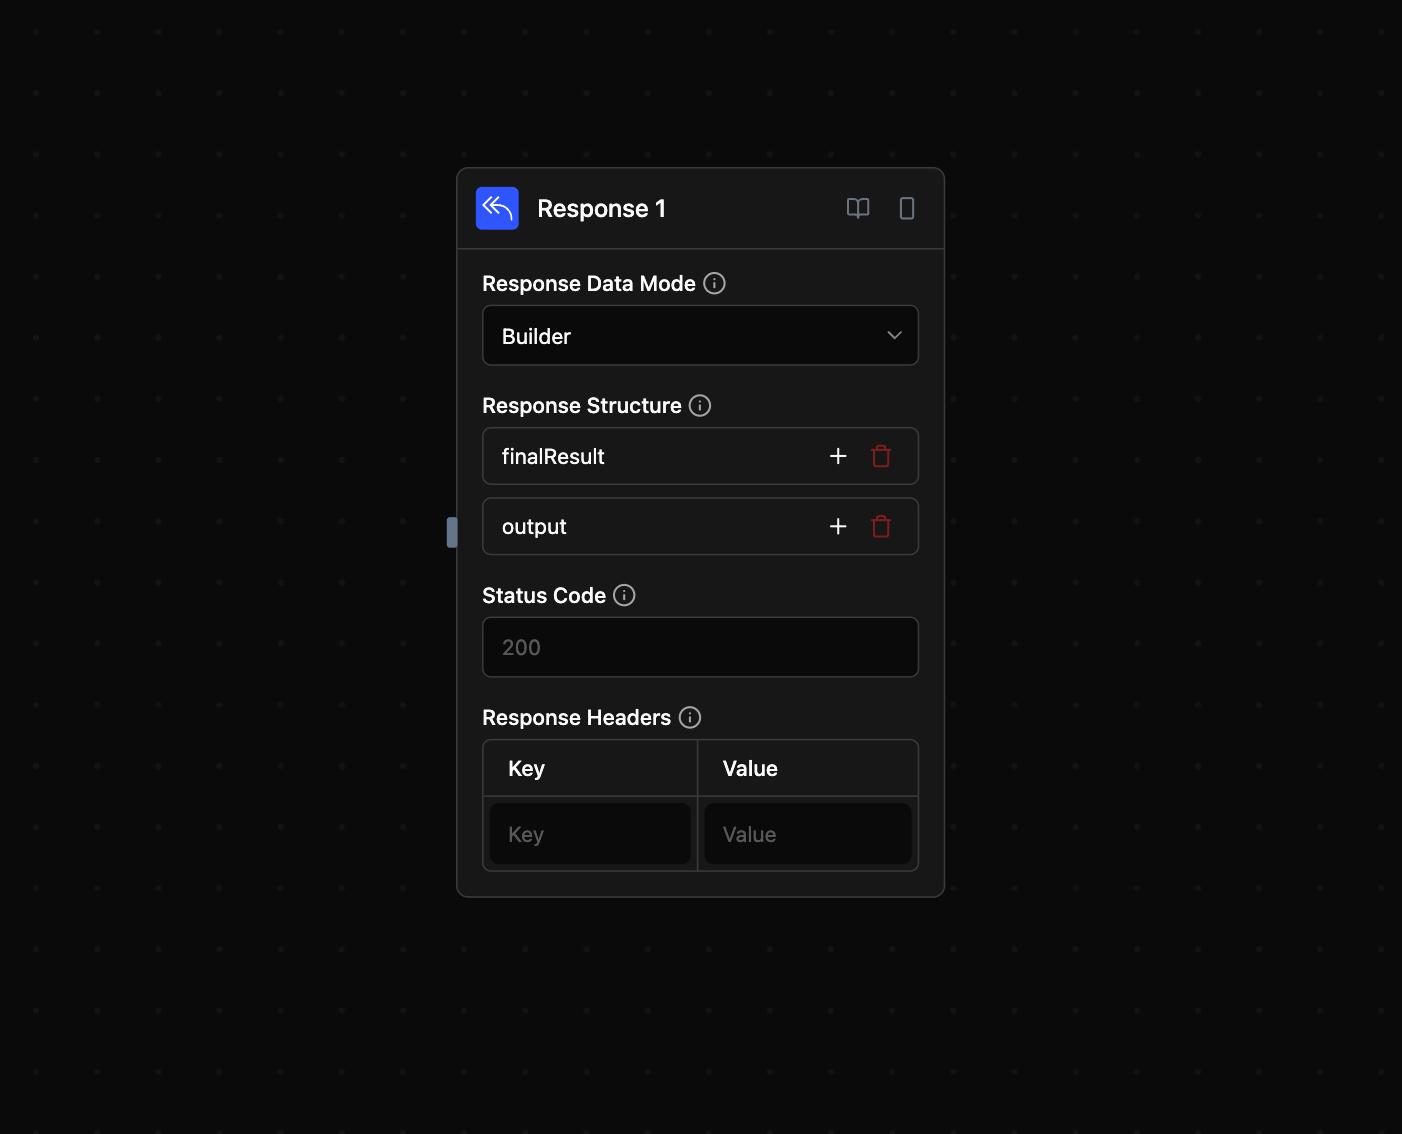 Response 1
Response Data Mode
Builder
Response Structure
finalResult
output
Status Code
200
Response Headers
Key Value
Key Value